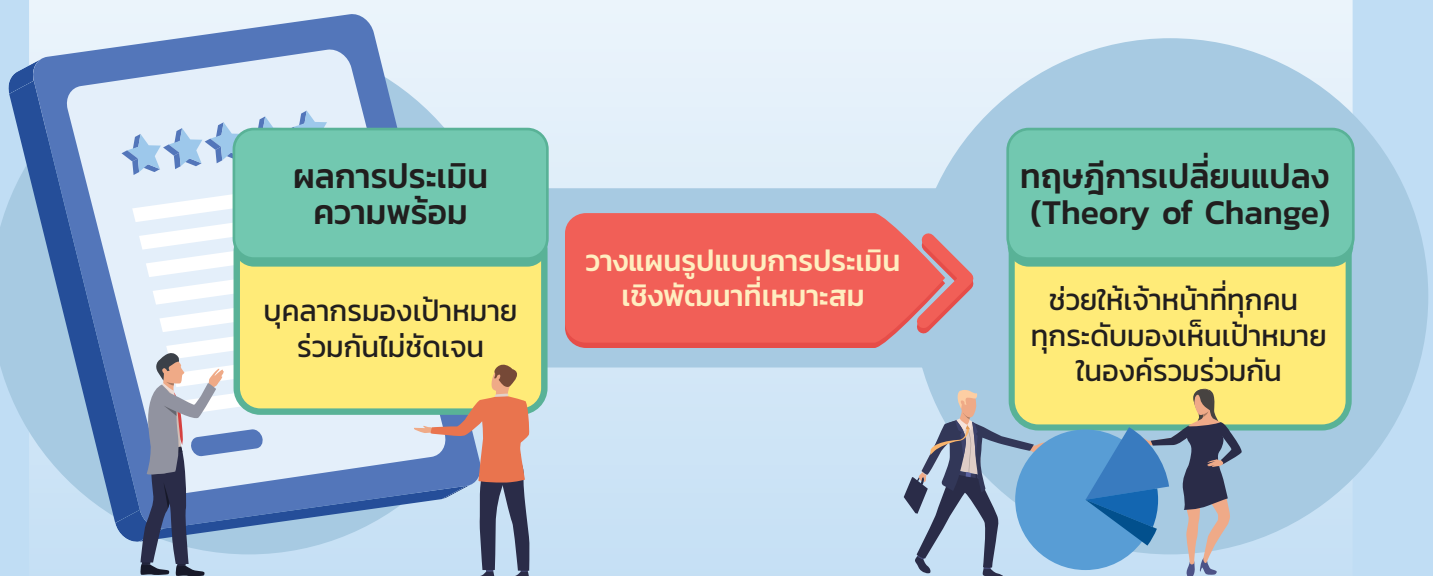 ผลการประเมิน
ความพร้อม
บุคลากรมองเป้าหมาย
ร่วมกันไม่ชัดเจน
วางแผนรูปแบบการประเมิน
เชิงพัฒนาที่เหมาะสม
ทฤษฎีการเปลี่ยนแปลง
(Theory of Change)
ช่วยให้เจ้าหน้าที่ทุกคน
ทุกระดับมองเห็นเป้าหมาย
ในองค์รวมร่วมกัน